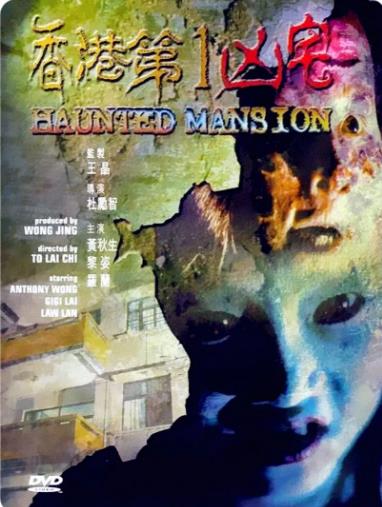 香港第1凶宅
HAUNTED MANSION
監製
王晶
導演
杜勵智
produced by
WONG JING
主演
directed by
黃秋生
TO LAI CHI
黎姿
starring
羅蘭
ANTHONY WONG
GIGI LAI
LAW LAN
DVD